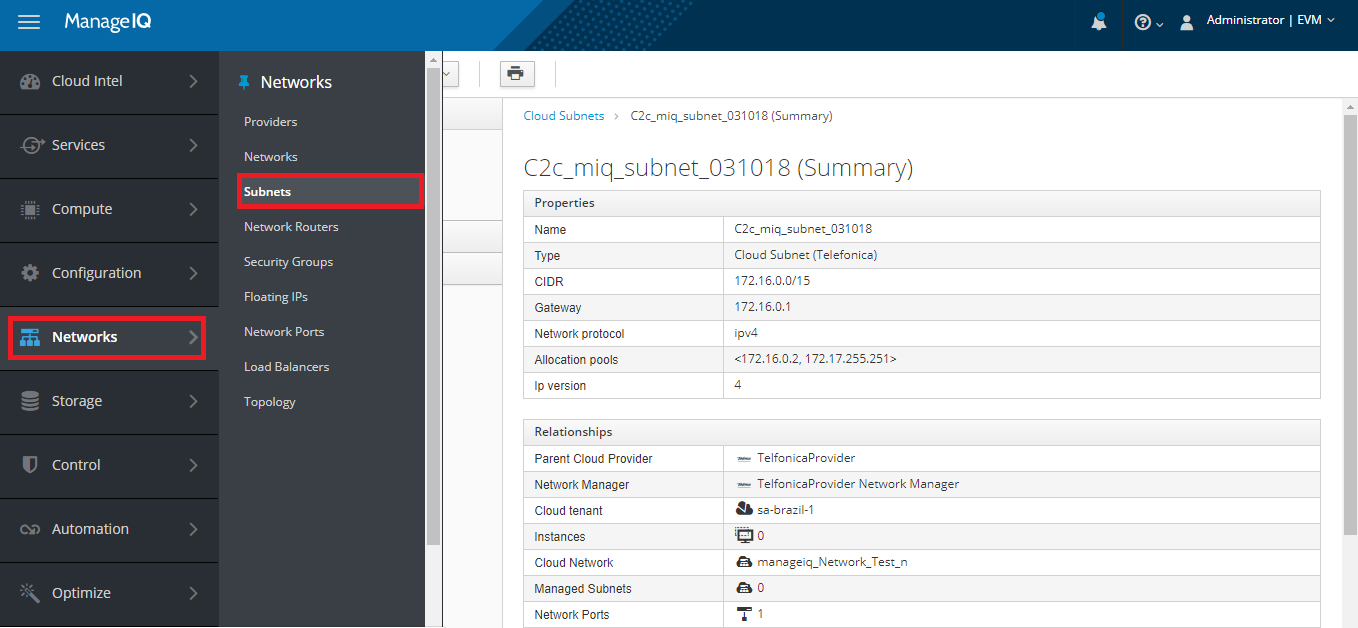 ManageIQ
Administrator | EVM
Cloud Intel
Services
Compute
Configuration
Networks
Storage
Control
Automation
Optimize
Networks
Providers
Networks
Subnets
Network Routers
Security Groups
Floating IPs
Network Ports
Load Balancers
Topology
Cloud Subnets > C2c_miq_subnet_031018 (Summary)
C2c_miq_subnet_031018 (Summary)
Properties
Name C2c_miq_subnet_031018
Type Cloud Subnet (Telefonica)
CIDR 172.16.0.0/15
Gateway 172.16.0.1
Network protocol ipv4
Allocation pools <172.16.0.2, 172.17.255.251>
Ip version 4
Relationships
Parent Cloud Provider TelfonicaProvider
Network Manager TelfonicaProvider Network Manager
Cloud tenant sa-brazil-1
Instances 0
Cloud Network manageiq_Network_Test_n
Managed Subnets 0
Network Ports 1